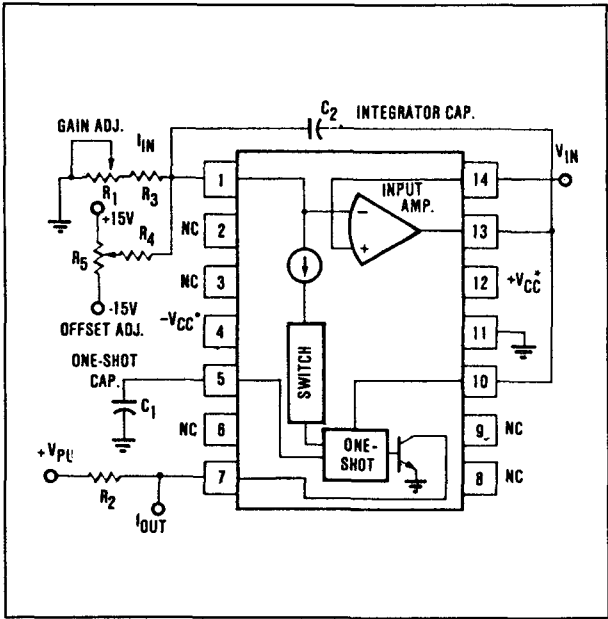 C2 INTEGRATOR CAP.
GAIN ADJ.
IIN
VIN
R1 R3
1
14
INPUT
AMP.
−
+
+15V
NC 2
13
R5
R4
NC 3
12 +VCC*
-15V
OFFSET ADJ.
−VCC* 4
11
ONE-SHOT
CAP.
SWITCH
5
10
C1
NC 6
ONE-
SHOT
9 NC
+VPU
R2
7
8 NC
fOUT